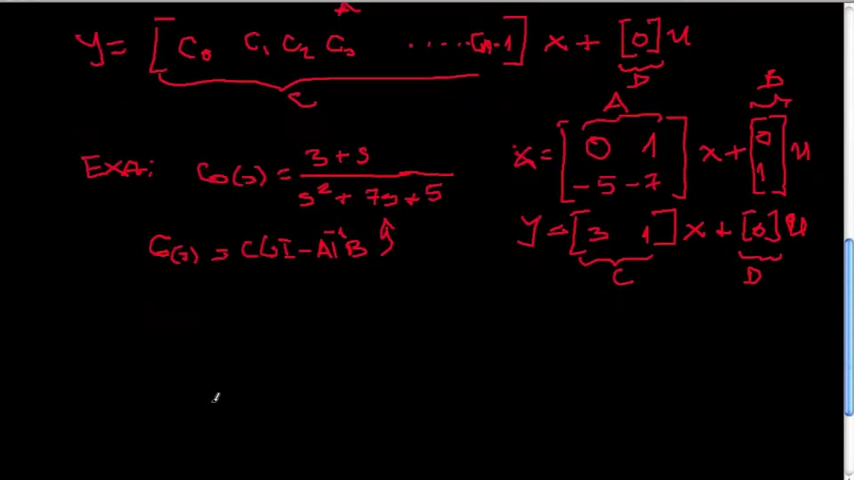 A
Y= [C₀ C₁ C₂ C₃ ..... Cn-1] x + [0]u
C D
EXA: G(s) = 3+s / s²+7s+5
A B
ẋ= [0 1 -5 -7] x+ [0 1] u
G(s) = C(sI-A)⁻¹B
Y= [3 1] x + [0] u
C D